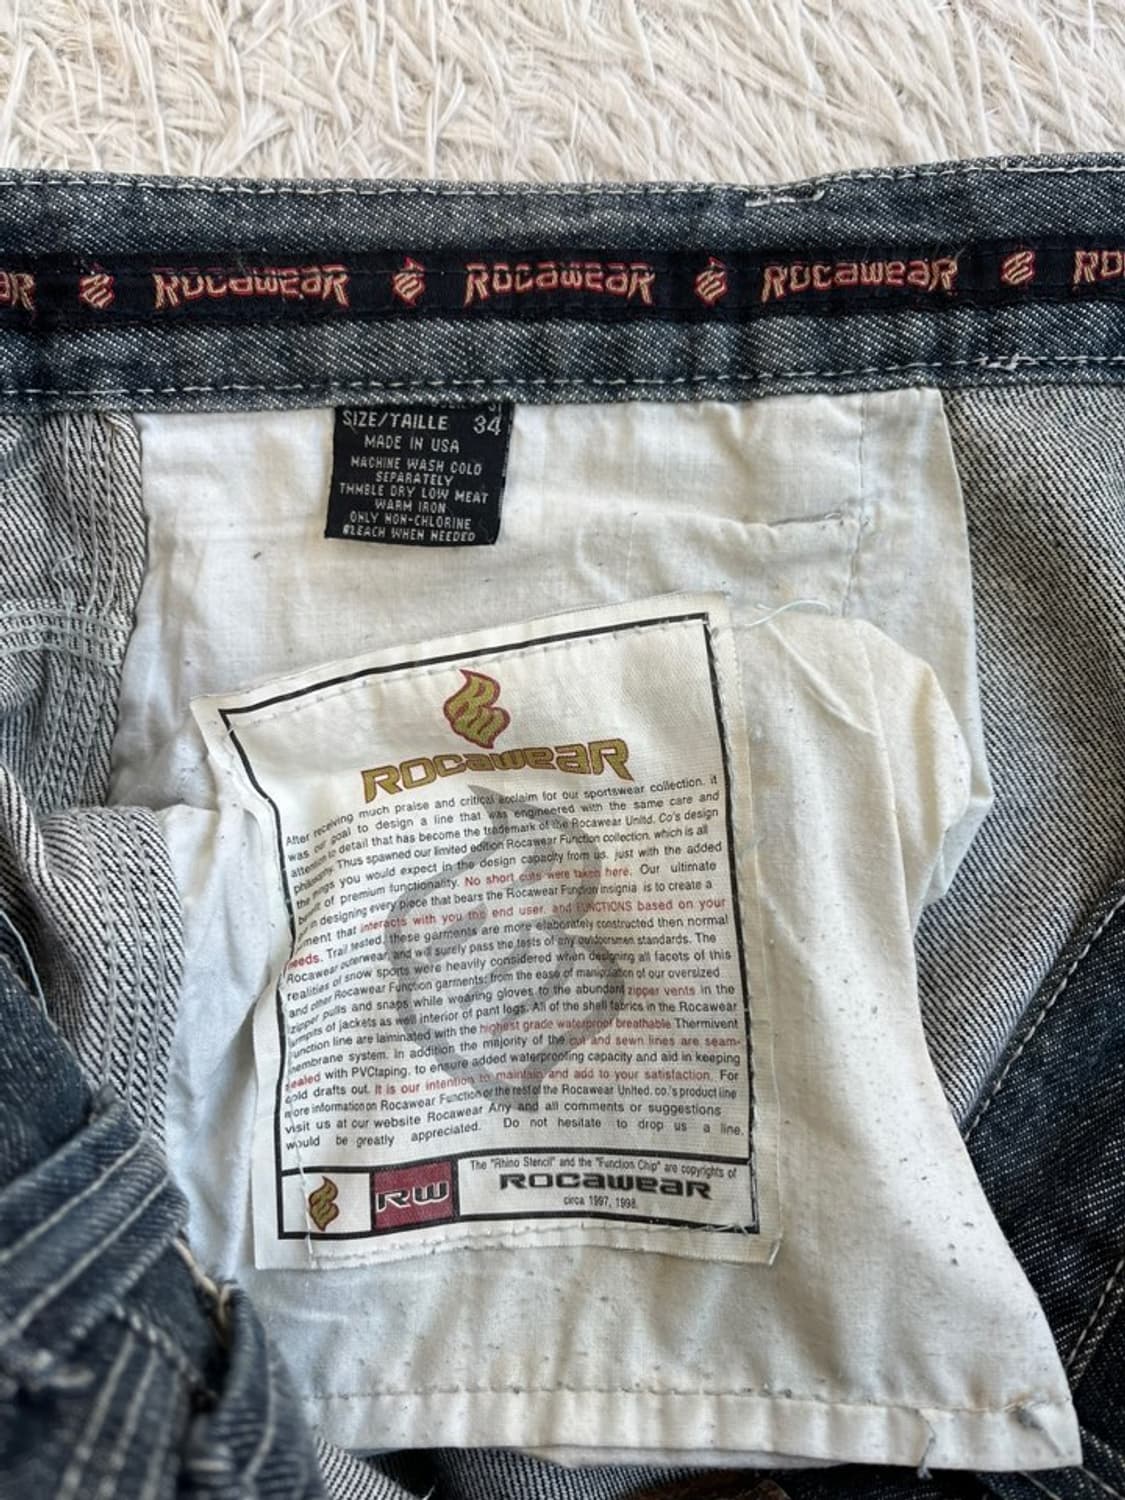 AR ROCAWEAR ROCAWEAR ROCAWEAR RO
SIZE/TAILLE 34
MADE IN USA
MACHINE WASH COLD
SEPARATELY
THMBLE DRY LOW MEAT
WARM IRON
ONLY NON-CHLORINE
BLEACH WHEN NEEDED
ROCAWEAR
After receiving much praise and critical acclaim for our sportswear collection. it
was our goal to design a line that was engineered with the same care and
attention to detail that has become the trademark of the Rocawear Unltd. Co's design
philosophy. Thus spawned our limited edition Rocawear Function collection, which is all
the things you would expect in the design capacity from us. just with the added
of premium functionality. No short cuts were taken here. Our ultimate
in designing every piece that bears the Rocawear Function insignia is to create a
ment that interacts with you the end user. and FUNCTIONS based on your
needs. Trail tested, these garments are more elaborately constructed then normal
Rocawear outerwear, and will surely pass the tests of any outdoorsmen standards. The
realities of snow sports were heavily considered when designing all facets of this
and other Rocawear Function garments: from the ease of manipulation of our oversized
zipper pulls and snaps while wearing gloves to the abundant zipper vents in the
armpits of jackets as well interior of pant legs. All of the shell fabrics in the Rocawear
unction line are laiminated with the highest grade waterproof breathable Thermivent
membrane system. In addition the majority of the cut and sewn lines are seam-
sealed with PVCtaping, to ensure added waterproofing capacity and aid in keeping
cold drafts out. It is our intention to maintain and add to your satisfaction. For
more information on Rocawear Function or the rest of the Rocawear United. co.'s product line
visit us at our website Rocawear Any and all comments or suggestions
would be greatly appreciated. Do not hesitate to drop us a line.
RW
The "Rhino Stencil" and the "Function Chip" are copyrights of
ROCAWEAR
circa 1997, 1998.